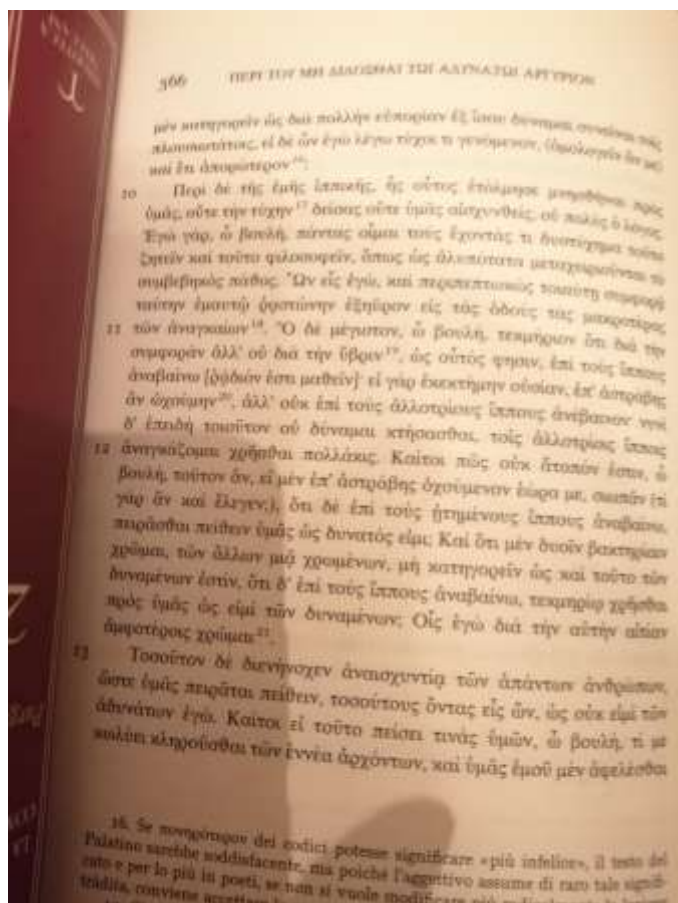 366 ΠΕΡΙ ΤΟΥ ΜΗ ΔΙΔΟΣΘΑΙ ΤΩΙ ΑΔΥΝΑΤΩΙ ΑΡΓΥΡΙΟΝ
μὲν κατηγορεῖν ὡς διὰ πολλὴν εὐπορίαν ἐξ ἴσου δύναμαι συνεῖναι τοῖς
πλουσιωτάτοις, εἰ δὲ ὧν ἐγὼ λέγω τύχοι τι γενόμενον, (ὁμολογεῖν ἄν με)
καὶ ἔτι ἀπορώτερον 16;
10 Περὶ δὲ τῆς ἐμῆς ἱππικῆς, ἧς οὗτος ἐτόλμησε μνησθῆναι πρὸς
ὑμᾶς, οὔτε τὴν τύχην 17 δείσας οὔτε ὑμᾶς αἰσχυνθείς, οὐ πολὺς ὁ λόγος.
Ἐγὼ γάρ, ὦ βουλή, πάντας οἶμαι τοὺς ἔχοντάς τι δυστύχημα τοῦτο
ζητεῖν καὶ τοῦτο φιλοσοφεῖν, ὅπως ὡς ἀλυπότατα μεταχειριοῦνται τὸ
συμβεβηκὸς πάθος. Ὧν εἷς ἐγώ, καὶ περιπεπτωκὼς τοιαύτῃ συμφορᾷ
ταύτην ἐμαυτῷ ῥᾳστώνην ἐξηῦρον εἰς τὰς ὁδοὺς τὰς μακροτέρας
11 τῶν ἀναγκαίων 18. Ὃ δὲ μέγιστον, ὦ βουλή, τεκμήριον ὅτι διὰ τὴν
συμφορὰν ἀλλ' οὐ διὰ τὴν ὕβριν 19, ὡς οὗτός φησιν, ἐπὶ τοὺς ἵππους
ἀναβαίνω [ῥᾴδιόν ἐστι μαθεῖν]· εἰ γὰρ ἐκεκτήμην οὐσίαν, ἐπ' ἀστράβης
ἂν ὠχούμην 20, ἀλλ' οὐκ ἐπὶ τοὺς ἀλλοτρίους ἵππους ἀνέβαινον· νυνὶ
δ' ἐπειδὴ τοιοῦτον οὐ δύναμαι κτήσασθαι, τοῖς ἀλλοτρίοις ἵπποις
12 ἀναγκάζομαι χρῆσθαι πολλάκις. Καίτοι πῶς οὐκ ἄτοπόν ἐστιν, ὦ
βουλή, τοῦτον ἄν, εἰ μὲν ἐπ' ἀστράβης ὀχούμενον ἑώρα με, σιωπᾶν (τί
γὰρ ἂν καὶ ἔλεγεν;), ὅτι δὲ ἐπὶ τοὺς ᾐτημένους ἵππους ἀναβαίνω,
πειρᾶσθαι πείθειν ὑμᾶς ὡς δυνατός εἰμι; Καὶ ὅτι μὲν δυοῖν βακτηρίαιν
χρῶμαι, τῶν ἄλλων μιᾷ χρωμένων, μὴ κατηγορεῖν ὡς καὶ τοῦτο τῶν
δυναμένων ἐστίν, ὅτι δ' ἐπὶ τοὺς ἵππους ἀναβαίνω, τεκμηρίῳ χρῆσθαι
πρὸς ὑμᾶς ὡς εἰμὶ τῶν δυναμένων; Οἷς ἐγὼ διὰ τὴν αὐτὴν αἰτίαν
ἀμφοτέροις χρῶμαι 21.
13 Τοσοῦτον δὲ διενήνοχεν ἀναισχυντίᾳ τῶν ἁπάντων ἀνθρώπων,
ὥστε ὑμᾶς πειρᾶται πείθειν, τοσούτους ὄντας εἷς ὤν, ὡς οὐκ εἰμὶ τῶν
ἀδυνάτων ἐγώ. Καίτοι εἰ τοῦτο πείσει τινὰς ὑμῶν, ὦ βουλή, τί με
κωλύει κληροῦσθαι τῶν ἐννέα ἀρχόντων, καὶ ὑμᾶς ἐμοῦ μὲν ἀφελέσθαι
16. Se πονηρότερον dei codici potesse significare «più infelice», il testo del
Palatino sarebbe soddisfacente, ma poiché l'aggettivo assume di raro tale signifi-
cato e per lo più in poeti, se non si vuole modificare
tràdita, conviene